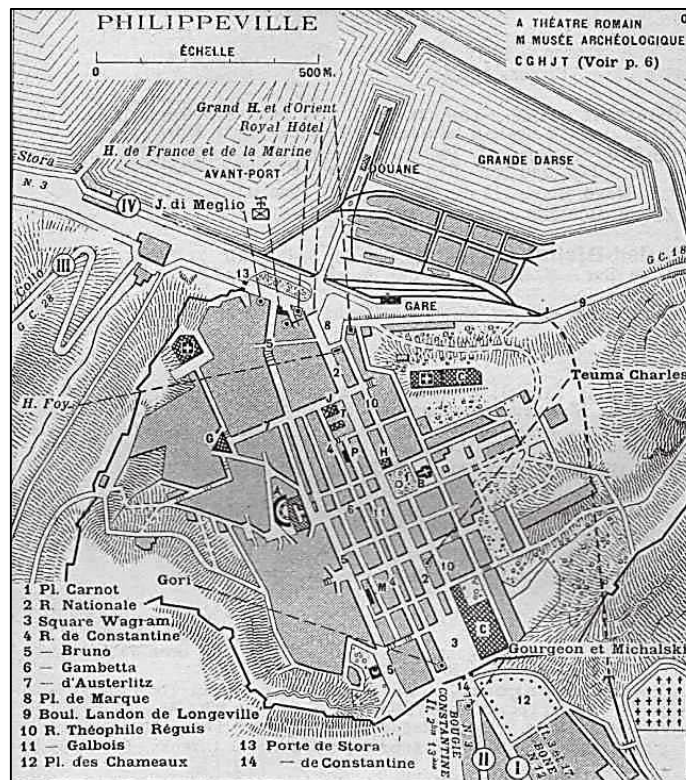 PHILIPPEVILLE
ÉCHELLE
0 500 M.
A THÉATRE ROMAIN
M MUSÉE ARCHÉOLOGIQUE
C G H J T (Voir p. 6)
Grand H. et d'Orient
Royal Hôtel
H. de France et de la Marine
AVANT-PORT
DOUANE
GRANDE DARSE
Stora
N. 3
IV
J. di Meglio
III
Collo
G. C. 28
13
GARE
G. C. 18
9
8
5
2
Teuma Charles
C
H. Foy
10
J
T
G
4
P
H
1
B
6
11
Gori
10
M
4
2
C
3
5
Gourgeon et Michalski
14
12
BOUGIE
CONSTANTINE
N. 3
II
I
BÔNE
1 Pl. Carnot
2 R. Nationale
3 Square Wagram
4 R. de Constantine
5 — Bruno
6 — Gambetta
7 — d'Austerlitz
8 Pl. de Marque
9 Boul. Landon de Longeville
10 R. Théophile Réguis
11 — Galbois
12 Pl. des Chameaux
13 Porte de Stora
14 — de Constantine